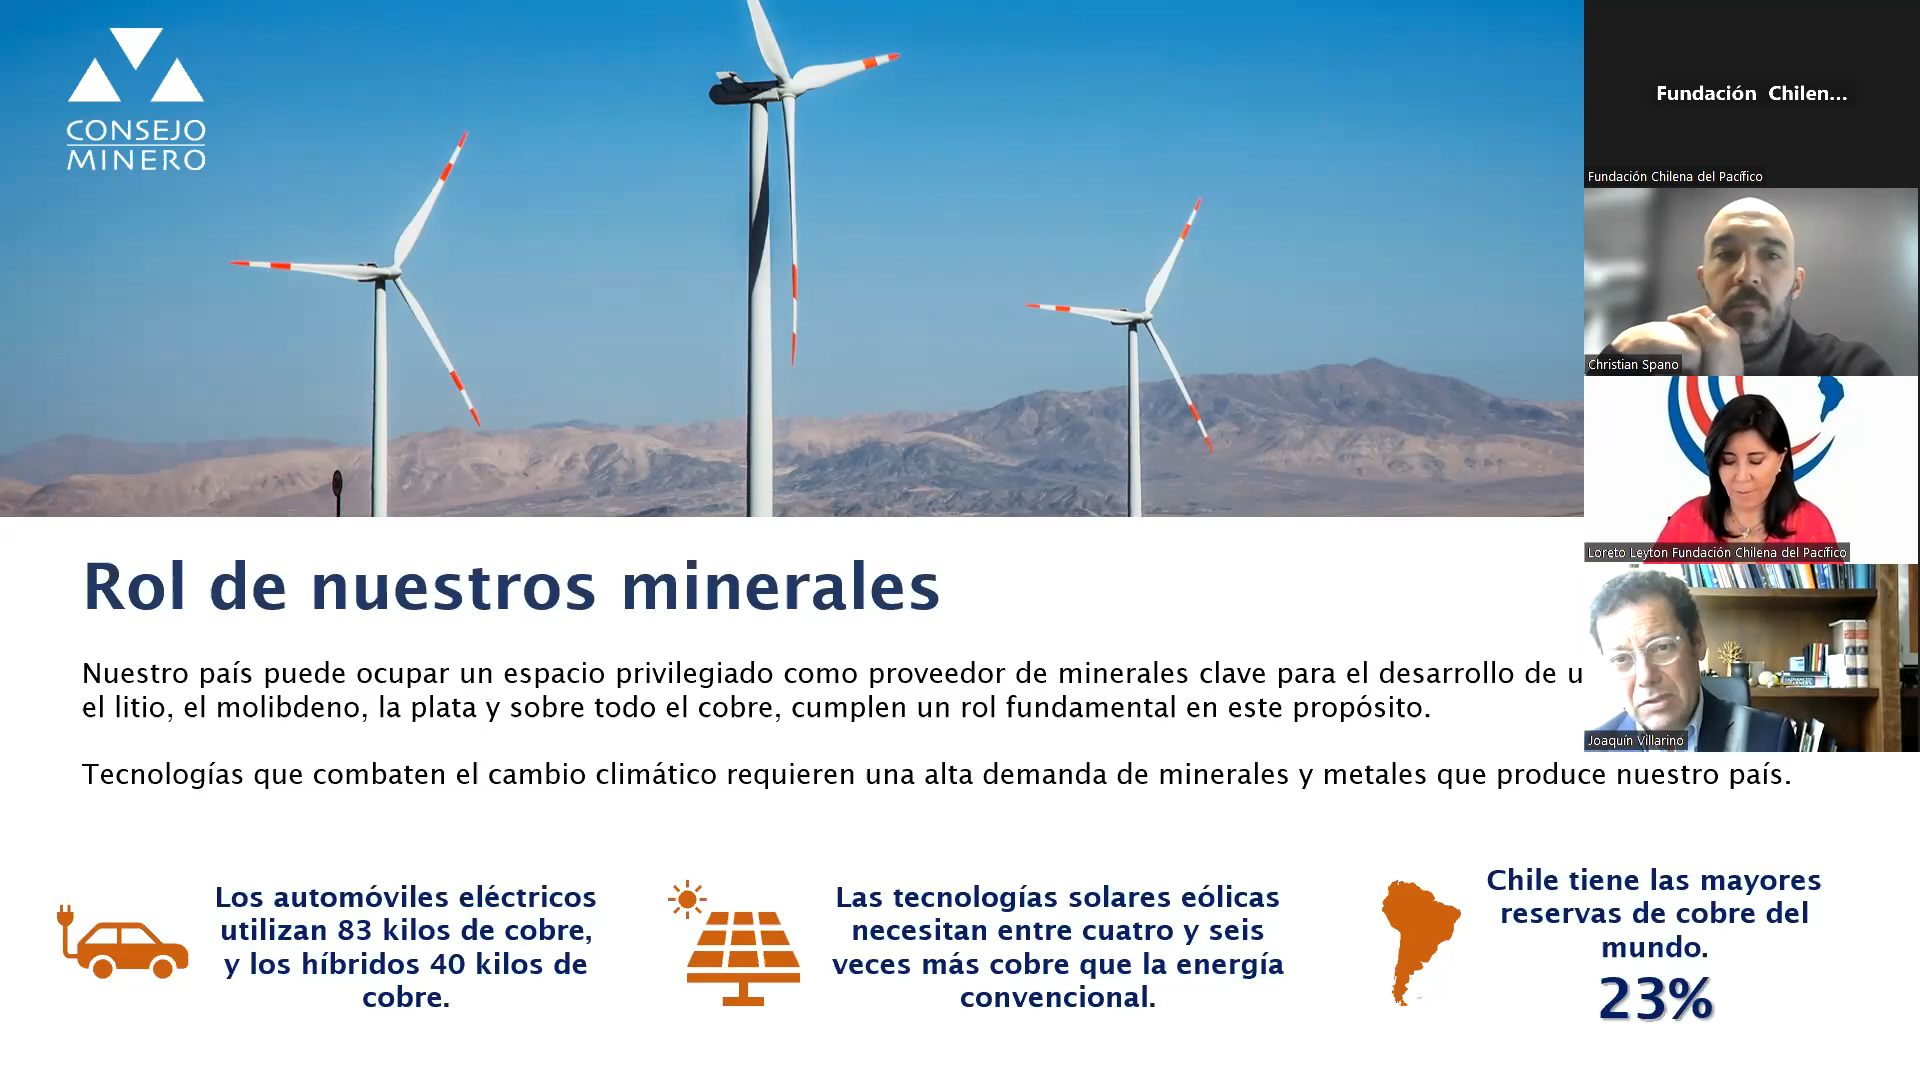 CONSEJO
MINERO
Fundación Chilen...
Fundación Chilena del Pacífico
Christian Spano
Loreto Leyton Fundación Chilena del Pacífico
Joaquín Villarino
Rol de nuestros minerales
Nuestro país puede ocupar un espacio privilegiado como proveedor de minerales clave para el desarrollo de u
el litio, el molibdeno, la plata y sobre todo el cobre, cumplen un rol fundamental en este propósito.
Tecnologías que combaten el cambio climático requieren una alta demanda de minerales y metales que produce nuestro país.
Los automóviles eléctricos
utilizan 83 kilos de cobre,
y los híbridos 40 kilos de
cobre.
Las tecnologías solares eólicas
necesitan entre cuatro y seis
veces más cobre que la energía
convencional.
Chile tiene las mayores
reservas de cobre del
mundo.
23%